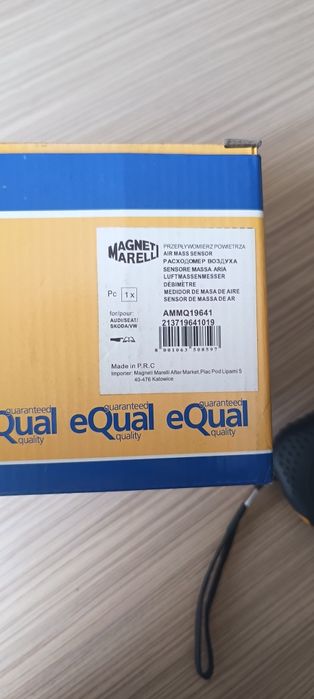 MAGNETI
MARELLI
PRZEPŁYWOMIERZ POWIETRZA
AIR MASS SENSOR
РАСХОДОМЕР ВОЗДУХА
SENSORE MASSA ARIA
LUFTMASSENMESSER
DÉBIMÈTRE
MEDIDOR DE MASA DE AIRE
SENSOR DE MASSA DE AR
Pc 1x
for/pour:
AUDI/SEAT/
SKODA/VW
AMMQ19641
213719641019
8 001063 508597
Made in P.R.C
Importer: Magneti Marelli After Market,Plac Pod Lipami 5
40-476 Katowice
guaranteed
eQual
quality
guaranteed
eQual
quality
guaranteed
eQual
quality